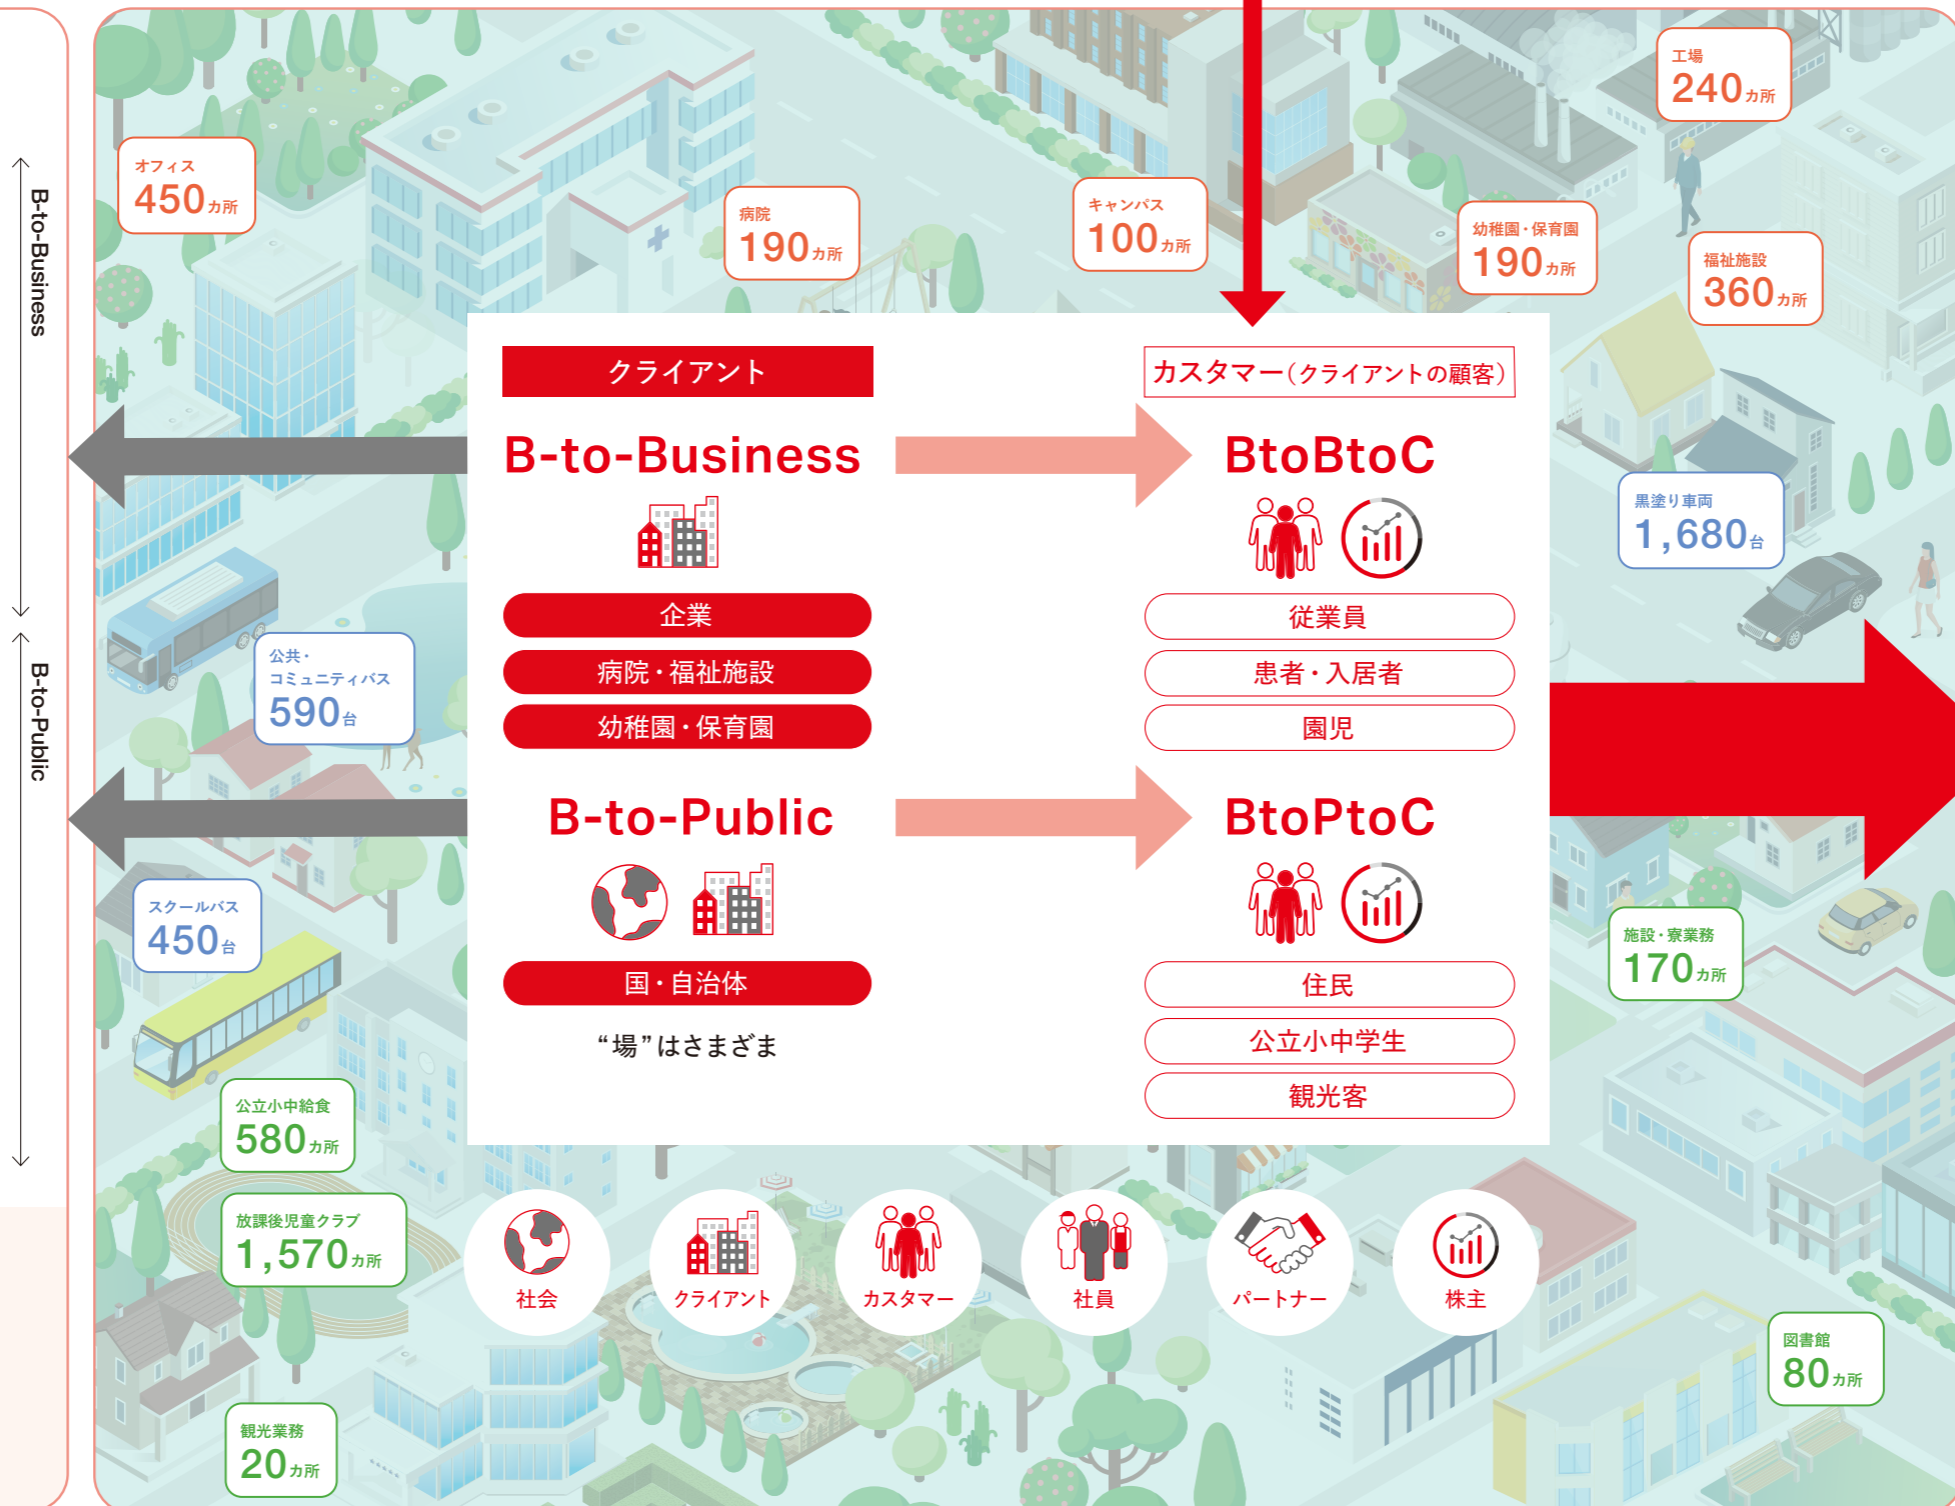 B-to-Business
B-to-Public
オフィス
450カ所
病院
190カ所
キャンパス
100カ所
工場
240カ所
幼稚園・保育園
190カ所
福祉施設
360カ所
黒塗り車両
1,680台
公共・
コミュニティバス
590台
スクールバス
450台
クライアント
B-to-Business
企業
病院・福祉施設
幼稚園・保育園
B-to-Public
国・自治体
“場”はさまざま
カスタマー(クライアントの顧客)
BtoBtoC
従業員
患者・入居者
園児
BtoPtoC
住民
公立小中学生
観光客
施設・寮業務
170カ所
公立小中給食
580カ所
放課後児童クラブ
1,570カ所
観光業務
20カ所
図書館
80カ所
社会
クライアント
カスタマー
社員
パートナー
株主